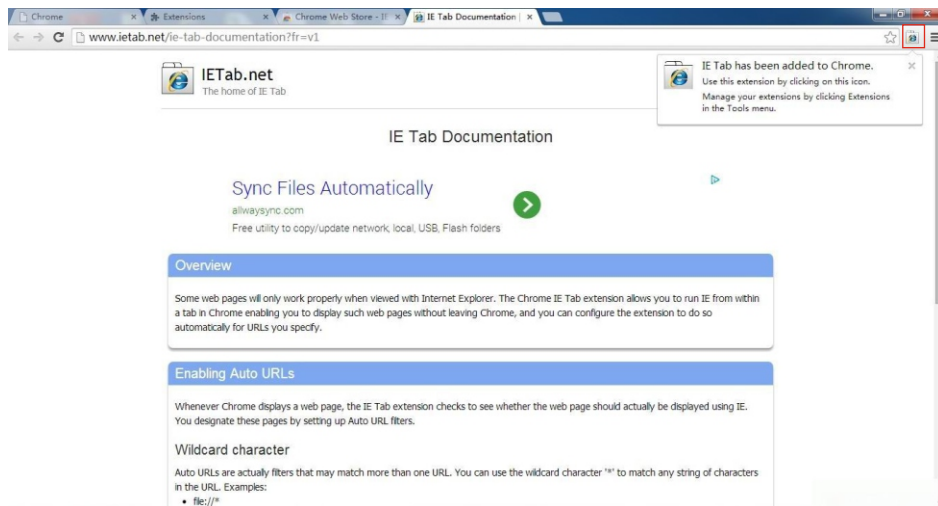 Chrome
Extensions
Chrome Web Store - IE
IE Tab Documentation |
www.ietab.net/ie-tab-documentation?fr=v1
IETab.net
The home of IE Tab
IE Tab has been added to Chrome.
Use this extension by clicking on this icon.
Manage your extensions by clicking Extensions
in the Tools menu.
IE Tab Documentation
Sync Files Automatically
allwaysync.com
Free utility to copy/update network, local, USB, Flash folders
Overview
Some web pages will only work properly when viewed with Internet Explorer. The Chrome IE Tab extension allows you to run IE from within
a tab in Chrome enabling you to display such web pages without leaving Chrome, and you can configure the extension to do so
automatically for URLs you specify.
Enabling Auto URLs
Whenever Chrome displays a web page, the IE Tab extension checks to see whether the web page should actually be displayed using IE.
You designate these pages by setting up Auto URL filters.
Wildcard character
Auto URLs are actually filters that may match more than one URL. You can use the wildcard character '*' to match any string of characters
in the URL. Examples:
• file://*